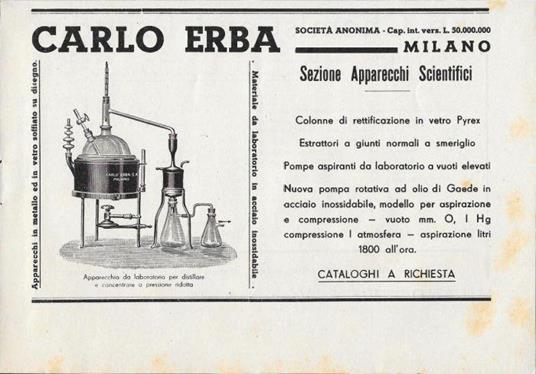 CARLO ERBA
SOCIETÀ ANONIMA - Cap. int. vers. L. 50.000.000
MILANO
Apparecchi in metallo ed in vetro soffiato su disegno.
CARLO ERBA S.A.
MILANO
- Materiale da laboratorio in acciaio inossidabile -
Apparecchio da laboratorio per distillare
e concentrare a pressione ridotta
Sezione Apparecchi Scientifici
Colonne di rettificazione in vetro Pyrex
Estrattori a giunti normali a smeriglio
Pompe aspiranti da laboratorio a vuoti elevati
Nuova pompa rotativa ad olio di Gaede in
acciaio inossidabile, modello per aspirazione
e compressione – vuoto mm. O, I Hg
compressione I atmosfera – aspirazione litri
1800 all'ora.
CATALOGHI A RICHIESTA